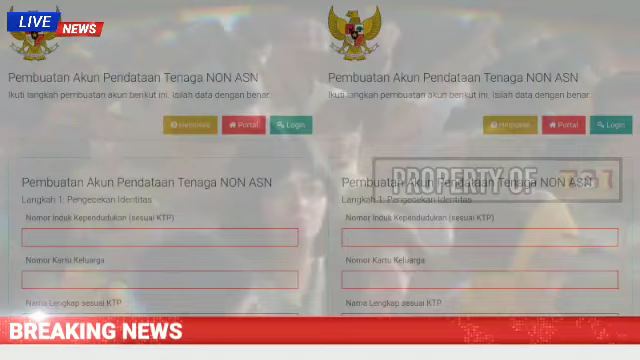 LIVE
NEWS
Pembuatan Akun Pendataan Tenaga NON ASN
Ikuti langkah pembuatan akun berikut ini. Isilah data dengan benar.
Helpdesk Portal Login
Pembuatan Akun Pendataan Tenaga NON ASN
Langkah 1: Pengecekan Identitas
Nomor Induk Kependudukan (sesuai KTP)
Nomor Kartu Keluarga
Nama Lengkap sesuai KTP
Pembuatan Akun Pendataan Tenaga NON ASN
Ikuti langkah pembuatan akun berikut ini. Isilah data dengan benar.
Helpdesk Portal Login
PROPERTY OF
Pembuatan Akun Pendataan Tenaga NON ASN
Langkah 1: Pengecekan Identitas
Nomor Induk Kependudukan (sesuai KTP)
Nomor Kartu Keluarga
Nama Lengkap sesuai KTP
BREAKING NEWS